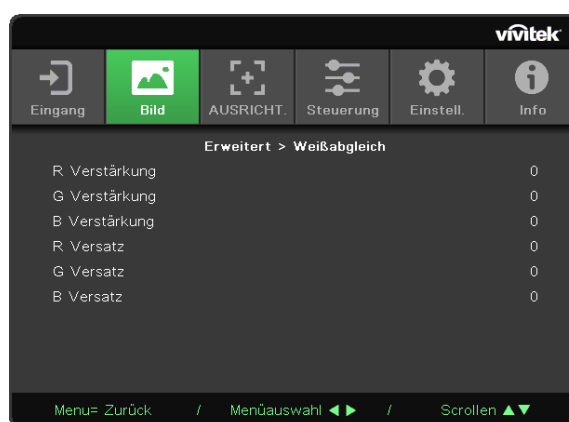 vivitek
Eingang Bild AUSRICHT. Steuerung Einstell. Info
Erweitert > Weißabgleich
R Verstärkung 0
G Verstärkung 0
B Verstärkung 0
R Versatz 0
G Versatz 0
B Versatz 0
Menu= Zurück / Menüauswahl ◀ ▶ / Scrollen ▲▼